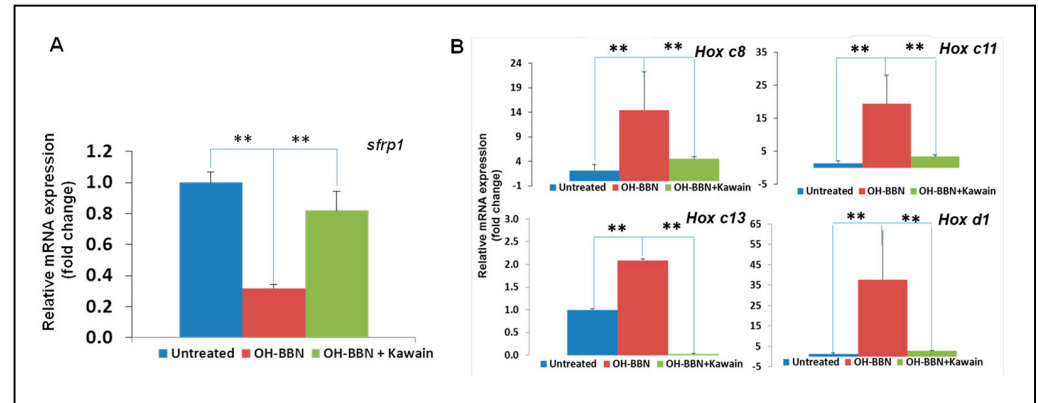 A
Relative mRNA expression
(fold change)
** **
sfrp1
1.2
1.0
0.8
0.6
0.4
0.2
0.0
Untreated OH-BBN OH-BBN + Kawain
B
Relative mRNA expression
(fold change)
** ** Hox c8
24
19
14
9
4
-1
Untreated OH-BBN OH-BBN+Kawain
** ** Hox c11
35
25
15
5
-5
Untreated OH-BBN OH-BBN+Kawain
** ** Hox c13
3.0
2.5
2.0
1.5
1.0
0.5
0.0
Untreated OH-BBN OH-BBN+Kawain
** ** Hox d1
65
55
45
35
25
15
5
-5
Untreated OH-BBN OH-BBN+Kawain